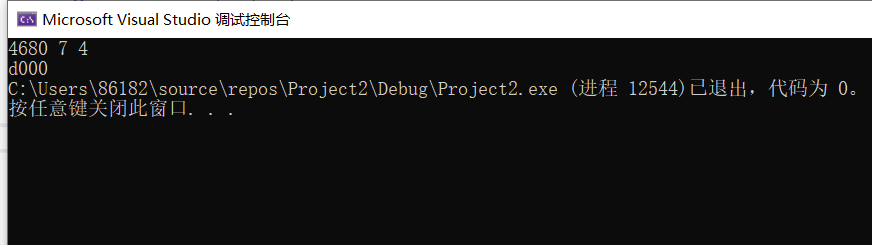 Microsoft Visual Studio 调试控制台
4680 7 4
d000
C:\Users\86182\source\repos\Project2\Debug\Project2.exe (进程 12544)已退出，代码为 0。
按任意键关闭此窗口. . .